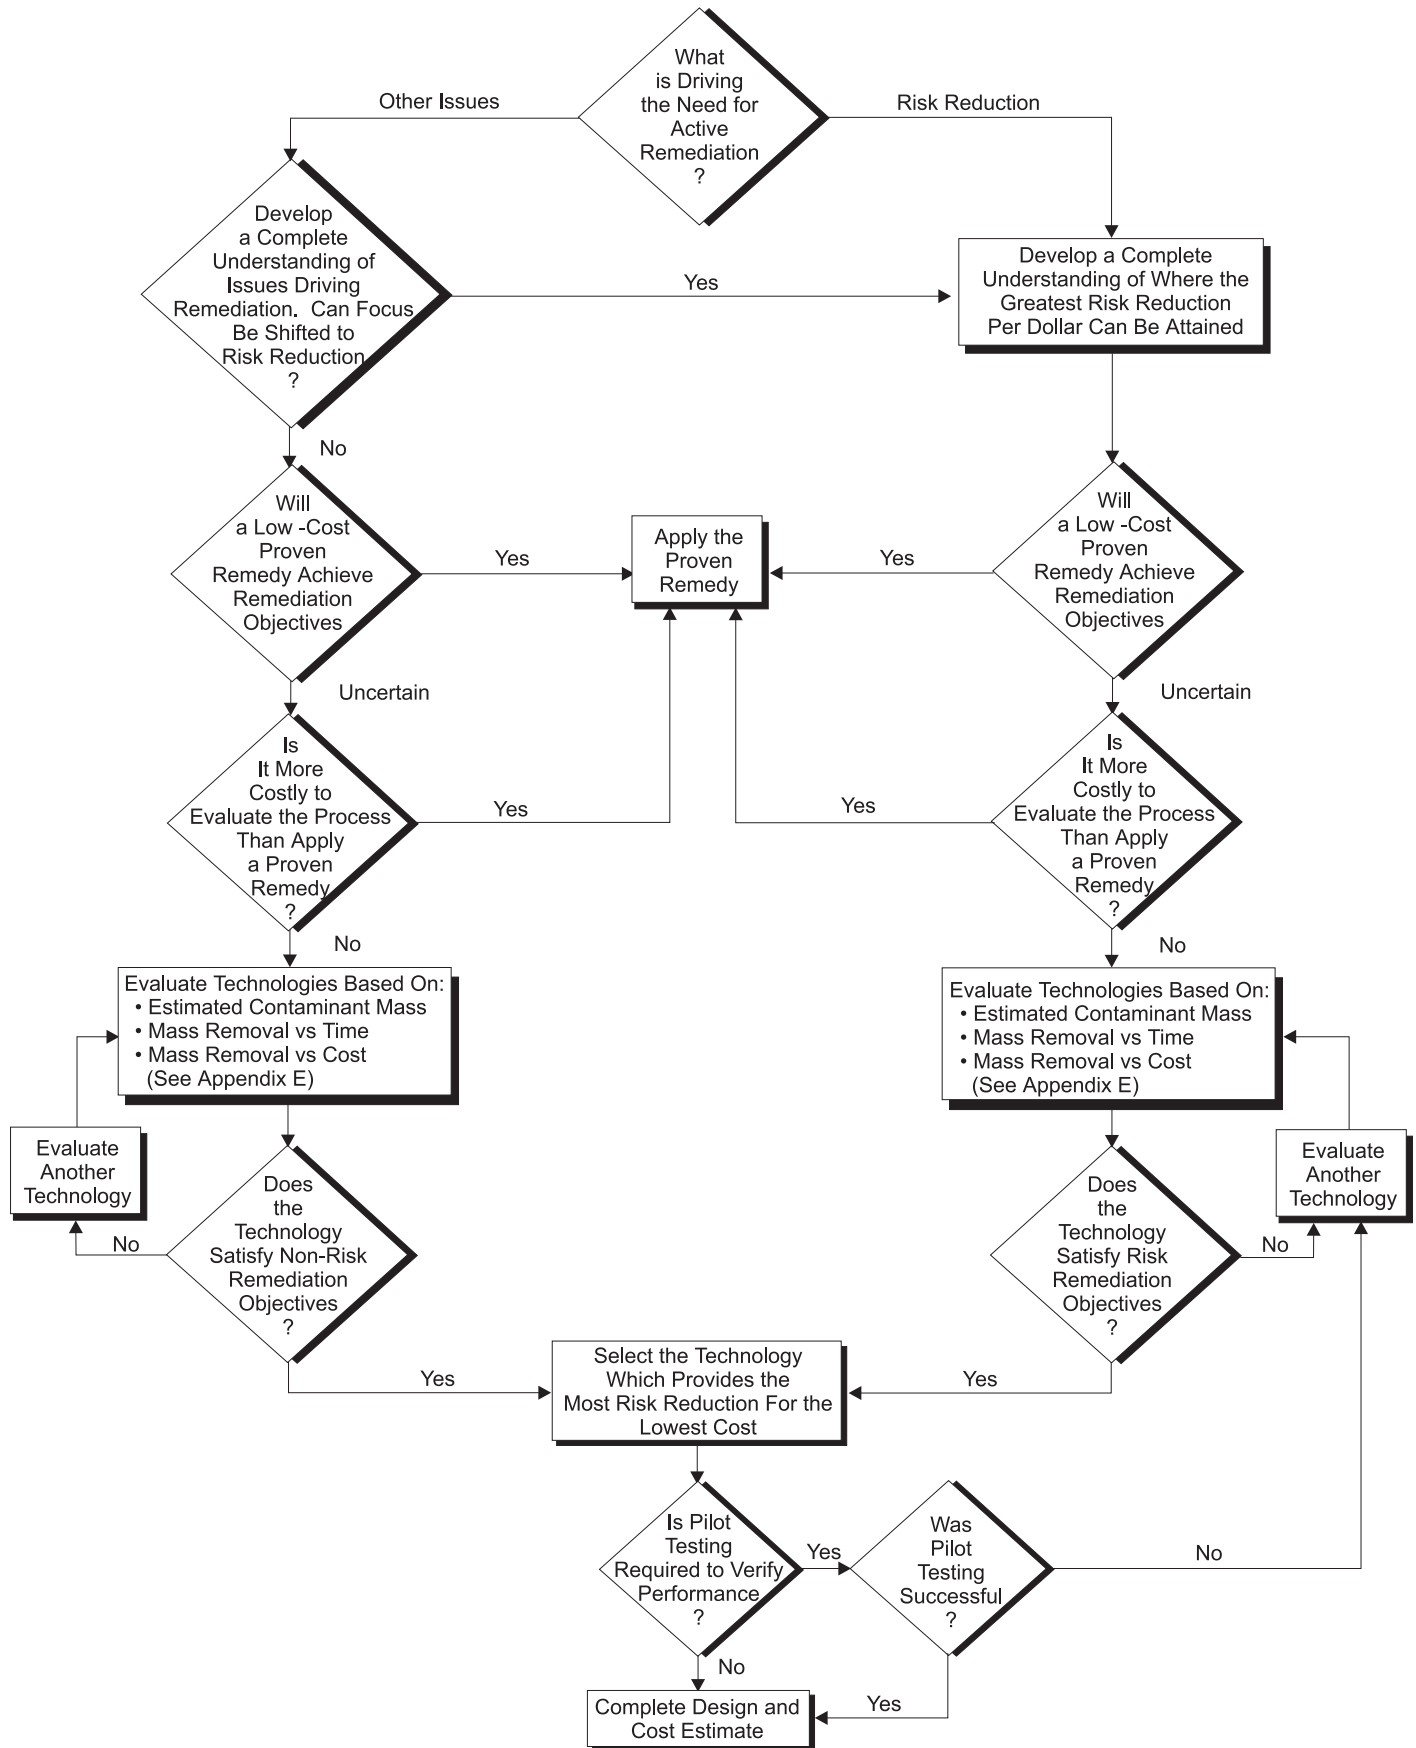 What
is Driving
the Need for
Active
Remediation
?
Other Issues
Risk Reduction
Develop
a Complete
Understanding of
Issues Driving
Remediation. Can Focus
Be Shifted to
Risk Reduction
?
Yes
Develop a Complete
Understanding of Where the
Greatest Risk Reduction
Per Dollar Can Be Attained
No
Will
a Low -Cost
Proven
Remedy Achieve
Remediation
Objectives
Yes
Apply the
Proven
Remedy
Yes
Will
a Low -Cost
Proven
Remedy Achieve
Remediation
Objectives
Uncertain
Uncertain
Is
It More
Costly to
Evaluate the Process
Than Apply
a Proven
Remedy
?
Yes
Yes
Is
It More
Costly to
Evaluate the Process
Than Apply
a Proven
Remedy
?
No
No
Evaluate Technologies Based On:
• Estimated Contaminant Mass
• Mass Removal vs Time
• Mass Removal vs Cost
(See Appendix E)
Evaluate Technologies Based On:
• Estimated Contaminant Mass
• Mass Removal vs Time
• Mass Removal vs Cost
(See Appendix E)
Evaluate
Another
Technology
No
Does
the
Technology
Satisfy Non-Risk
Remediation
Objectives
?
Does
the
Technology
Satisfy Risk
Remediation
Objectives
?
No
Evaluate
Another
Technology
Yes
Select the Technology
Which Provides the
Most Risk Reduction For the
Lowest Cost
Yes
Is Pilot
Testing
Required to Verify
Performance
?
Yes
Was
Pilot
Testing
Successful
?
No
No
Complete Design and
Cost Estimate
Yes